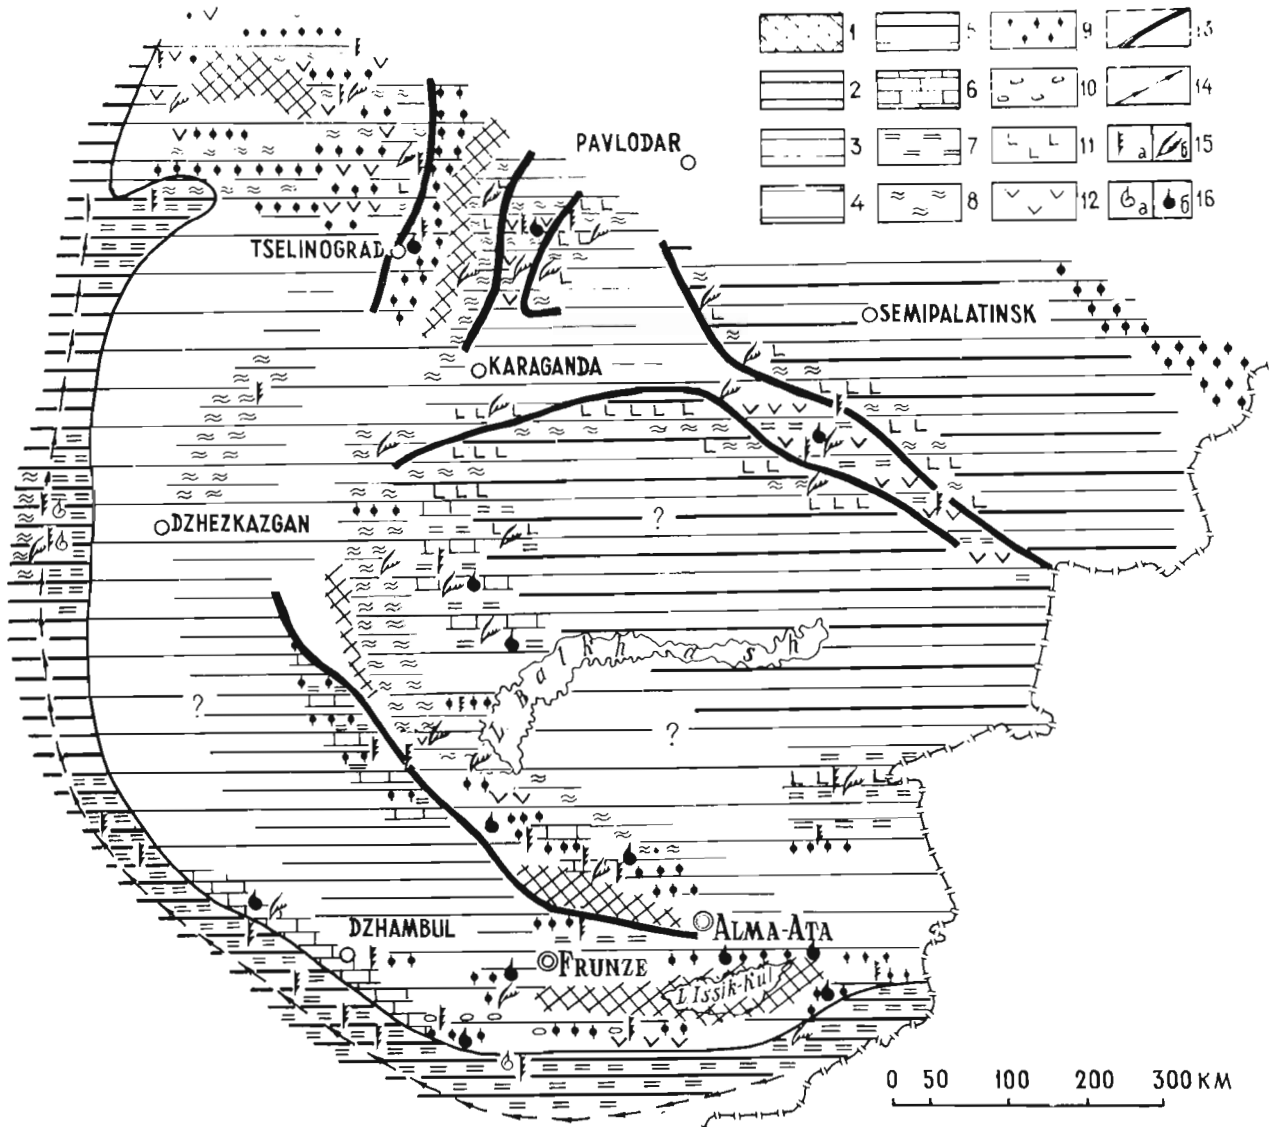 1 5 9 13
2 6 10 14
3 7 11 а б 15
4 8 12 а б 16
PAVLODAR
TSELINOGRAD
SEMIPALATINSK
KARAGANDA
DZHEZKAZGAN
?
Balkhash
?
?
DZHAMBUL
ALMA-ATA
FRUNZE
L Issik-Kul
0 50 100 200 300 КМ